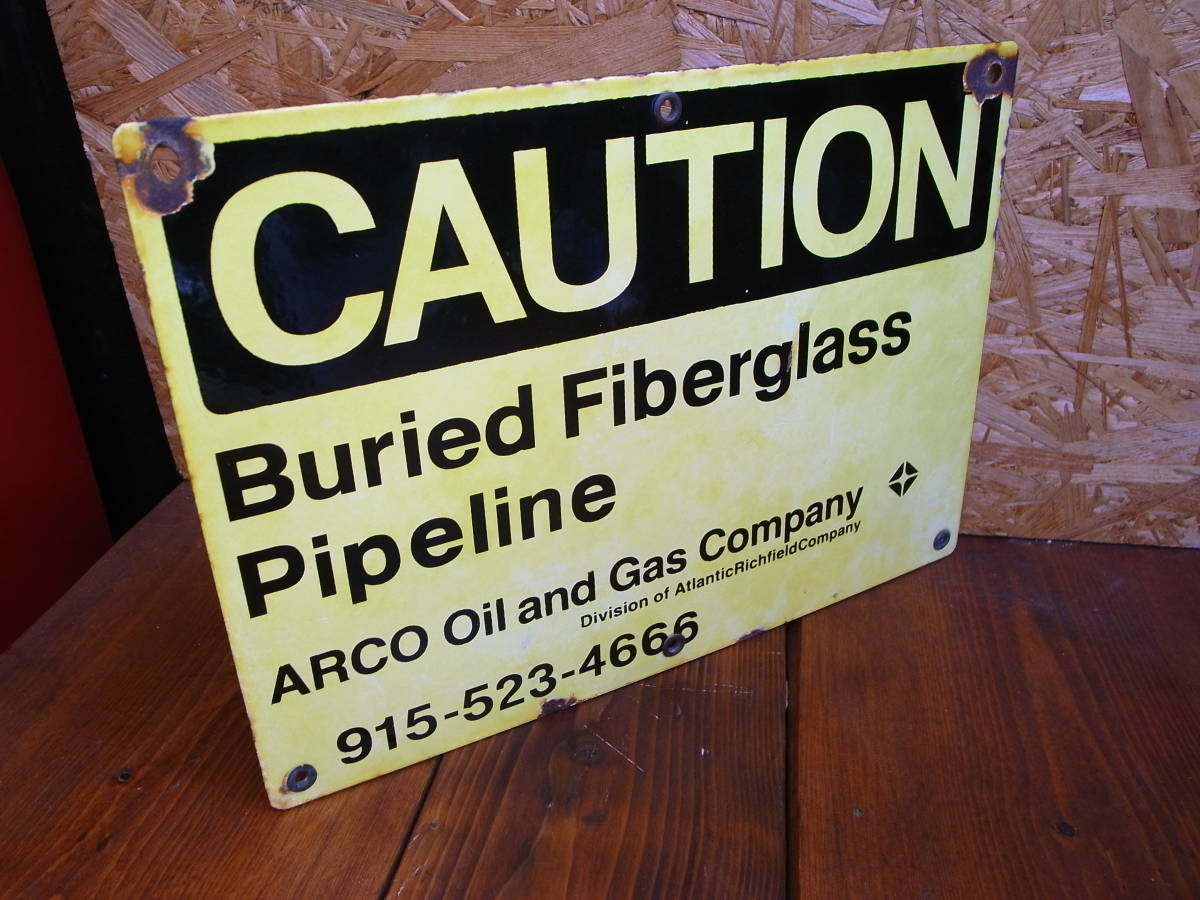 CAUTION
Buried Fiberglass
Pipeline
ARCO Oil and Gas Company
Division of AtlanticRichfieldCompany
915-523-4666